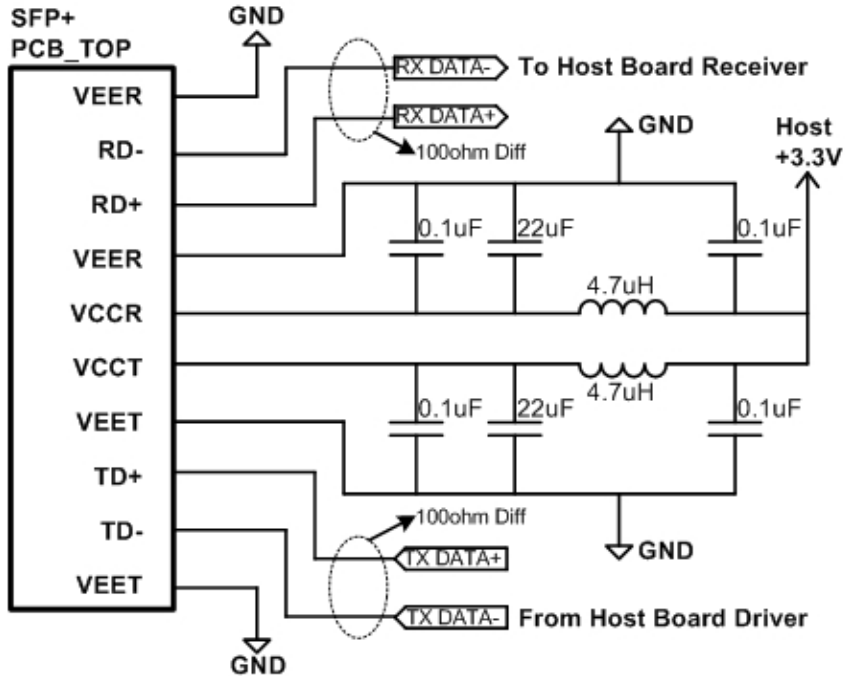 SFP+
PCB_TOP
GND
VEER
RX DATA-
To Host Board Receiver
RD-
RX DATA+
100ohm Diff
GND
Host
+3.3V
RD+
0.1uF
22uF
0.1uF
VEER
4.7uH
VCCR
VCCT
4.7uH
0.1uF
22uF
0.1uF
VEET
TD+
100ohm Diff
TD-
TX DATA+
GND
VEET
TX DATA-
From Host Board Driver
GND